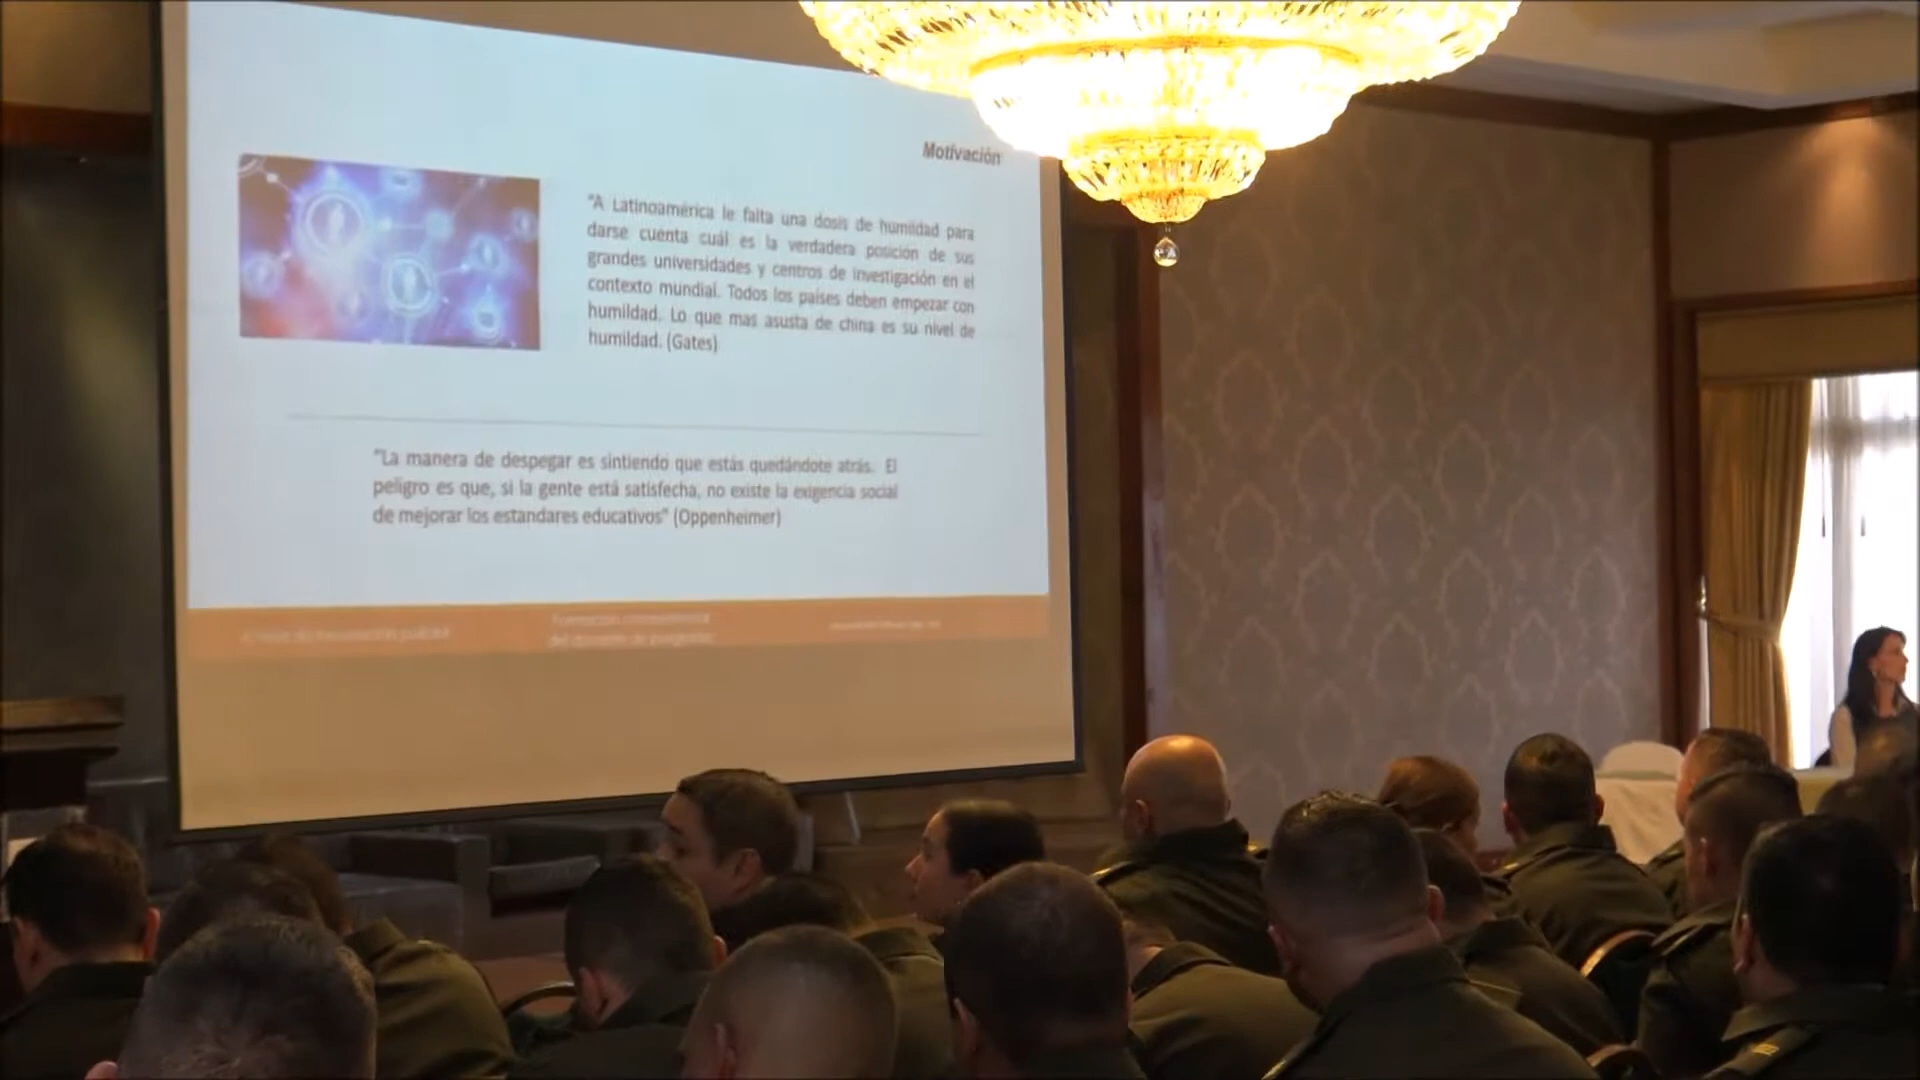 Motivación
"A Latinoamérica le falta una dosis de humildad para
darse cuenta cuál es la verdadera posición de sus
grandes universidades y centros de investigación en el
contexto mundial. Todos los países deben empezar con
humildad. Lo que mas asusta de china es su nivel de
humildad. (Gates)
"La manera de despegar es sintiendo que estás quedándote atrás. El
peligro es que, si la gente está satisfecha, no existe la exigencia social
de mejorar los estandares educativos" (Oppenheimer)